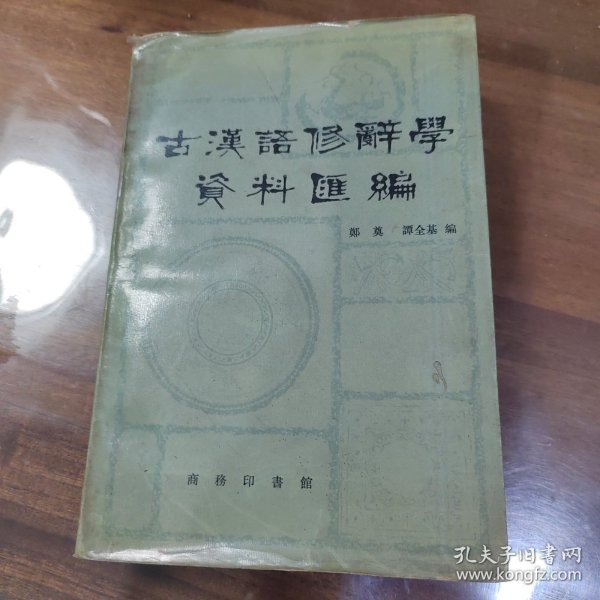 古漢語修辭學
資料匯編
鄭奠 譚全基 編
商務印書館
孔夫子旧書网
www.kongfz.com